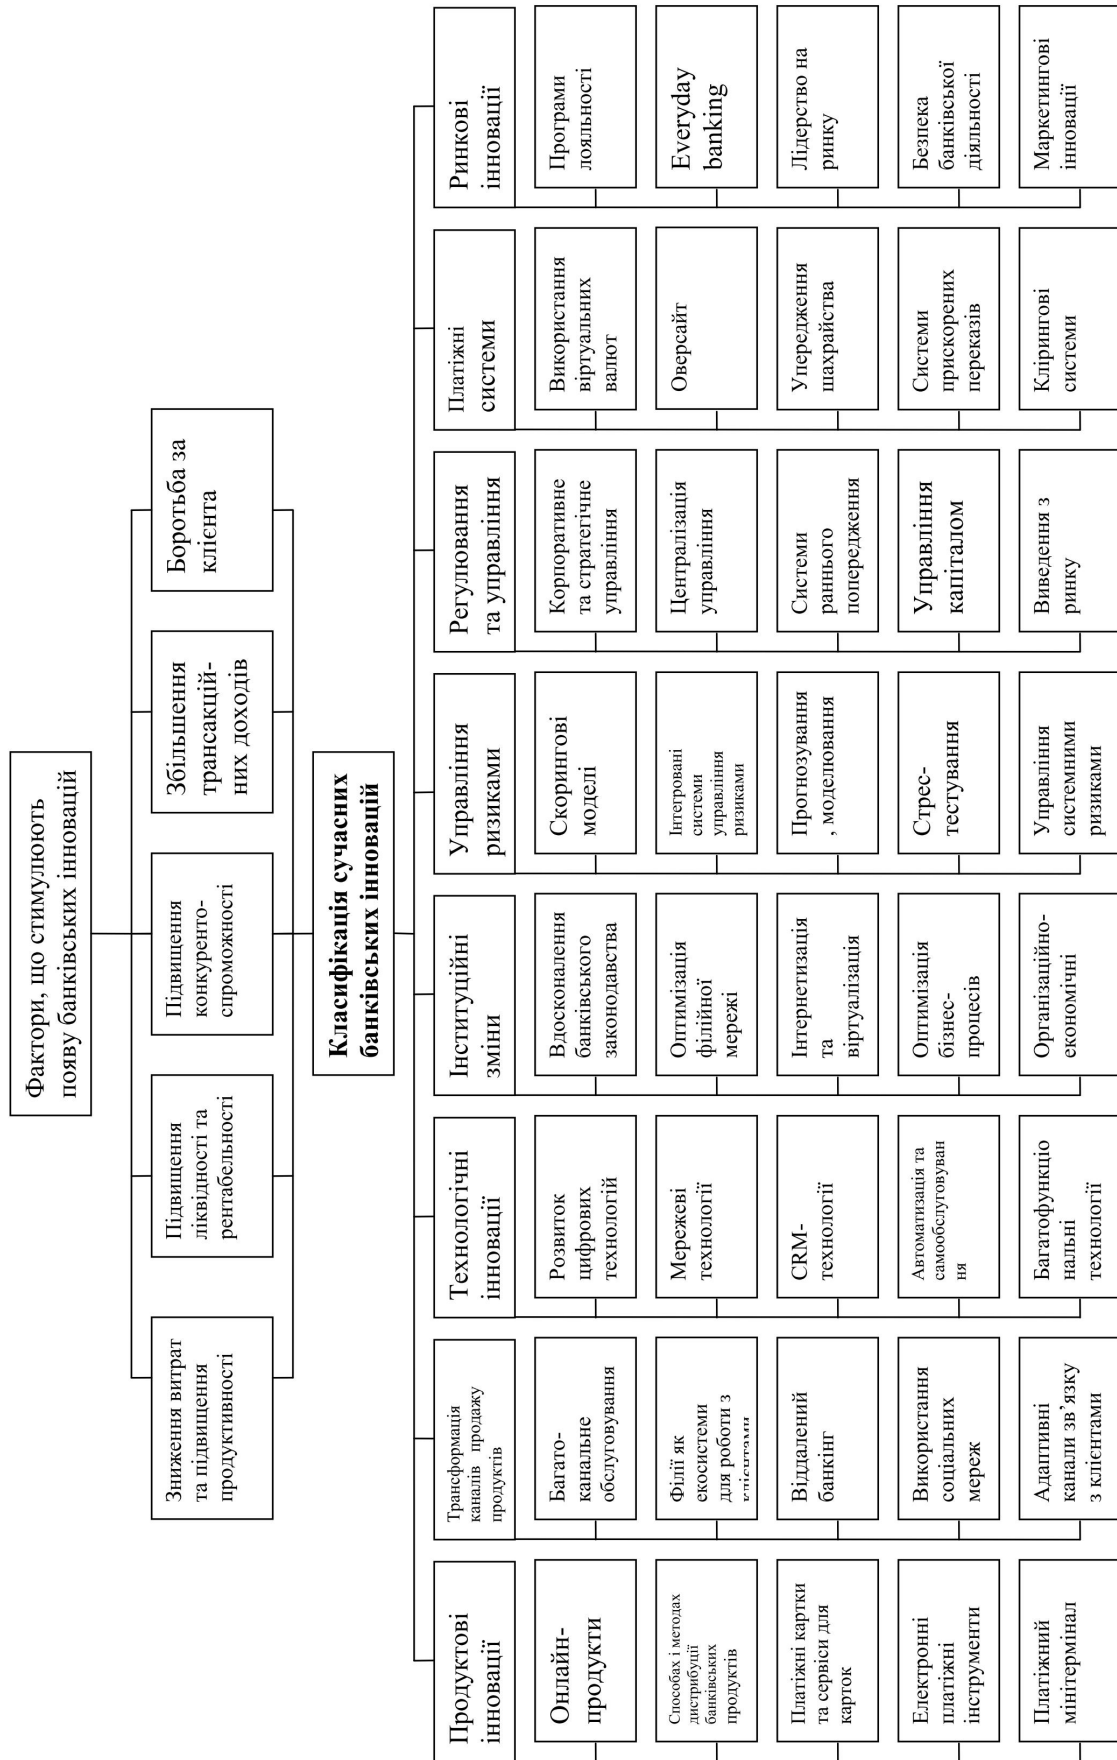 Фактори, що стимулюють
появу банківських інновацій
Зниження витрат
та підвищення
продуктивності
Підвищення
ліквідності та
рентабельності
Підвищення
конкуренто-
спроможності
Збільшення
трансакцій-
них доходів
Боротьба за
клієнта
Класифікація сучасних
банківських інновацій
Продуктові
інновації
Онлайн-
продукти
Способах і методах
дистрибуції
банківських
продуктів
Платіжні картки
та сервіси для
карток
Електронні
платіжні
інструменти
Платіжний
мінітермінал
Трансформація
каналів продажу
продуктів
Багато-
канальне
обслуговування
Філії як
екосистеми
для роботи з
клієнтами
Віддалений
банкінг
Використання
соціальних
мереж
Адаптивні
канали зв’язку
з клієнтами
Технологічні
інновації
Розвиток
цифрових
технологій
Мережеві
технології
CRM-
технології
Автоматизація та
самообслуговуван
ня
Багатофункціо
нальні
технології
Інституційні
зміни
Вдосконалення
банківського
законодавства
Оптимізація
філійної
мережі
Інтернетизація
та
віртуалізація
Оптимізація
бізнес-
процесів
Організаційно-
економічні
Управління
ризиками
Скорингові
моделі
Інтегровані
системи
управління
ризиками
Прогнозування
, моделювання
Стрес-
тестування
Управління
системними
ризиками
Регулювання
та управління
Корпоративне
та стратегічне
управління
Централізація
управління
Системи
раннього
попередження
Управління
капіталом
Виведення з
ринку
Платіжні
системи
Використання
віртуальних
валют
Оверсайт
Упередження
шахрайства
Системи
прискорених
переказів
Клірингові
системи
Ринкові
інновації
Програми
лояльності
Everyday
banking
Лідерство на
ринку
Безпека
банківської
діяльності
Маркетингові
інновації